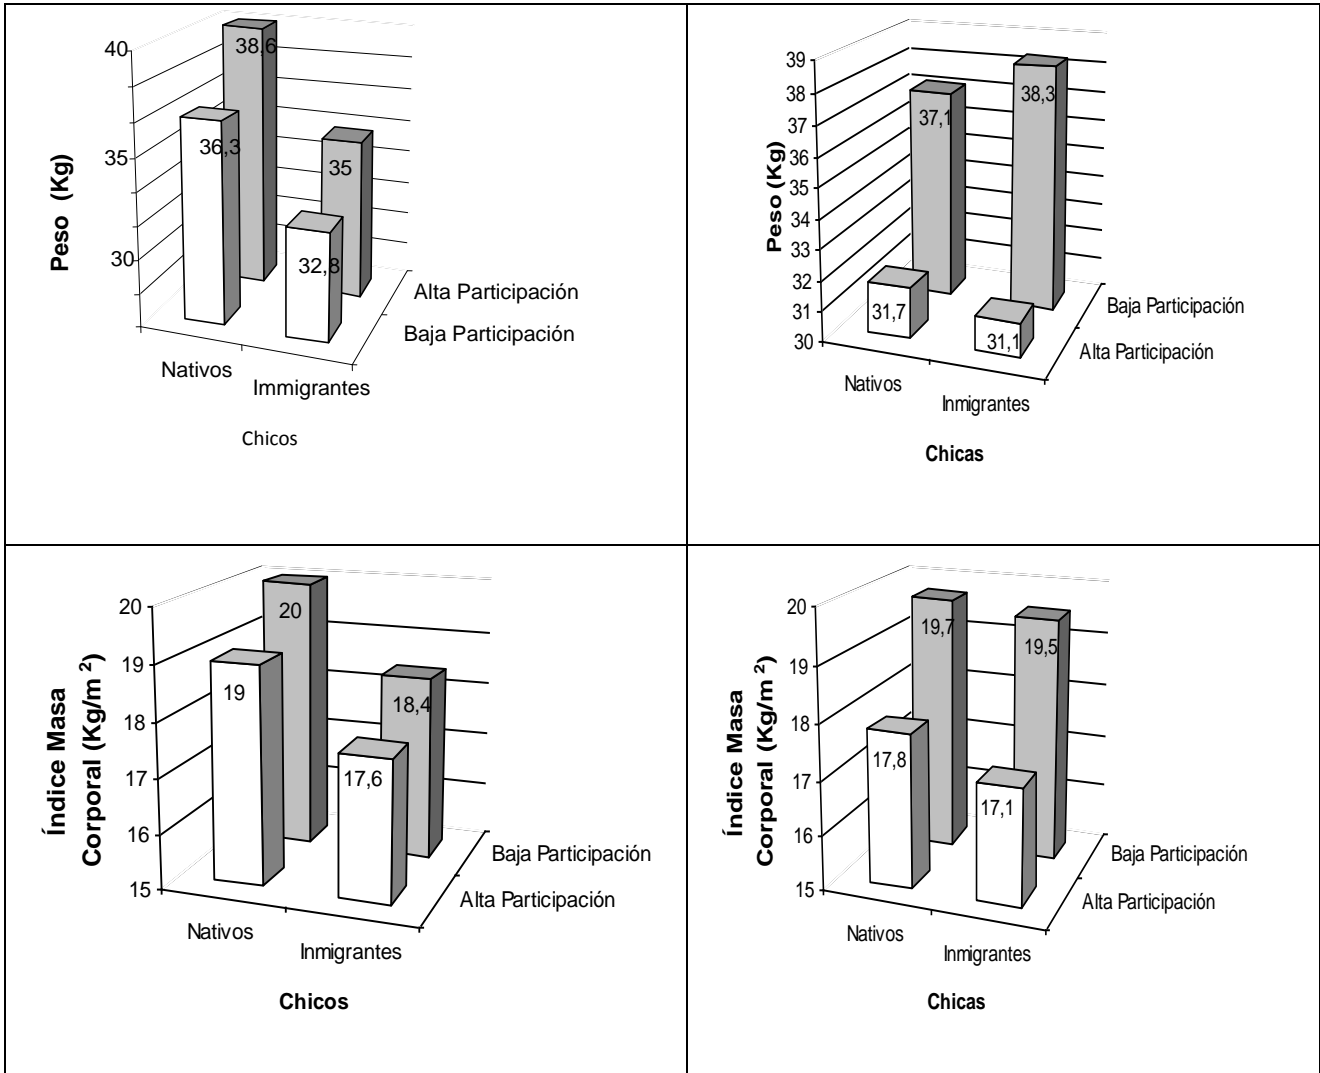 40
35
30
Peso (Kg)
38,6
36,3
35
32,8
Alta Participación
Baja Participación
Nativos
Immigrantes
Chicos
39
38
37
36
35
34
33
32
31
30
Peso (Kg)
37,1
38,3
31,7
31,1
Baja Participación
Alta Participación
Nativos
Inmigrantes
Chicas
20
19
18
17
16
15
Índice Masa
Corporal (Kg/m ²)
20
19
18,4
17,6
Baja Participación
Alta Participación
Nativos
Inmigrantes
Chicos
20
19
18
17
16
15
Índice Masa
Corporal (Kg/m ²)
19,7
19,5
17,8
17,1
Baja Participación
Alta Participación
Nativos
Inmigrantes
Chicas